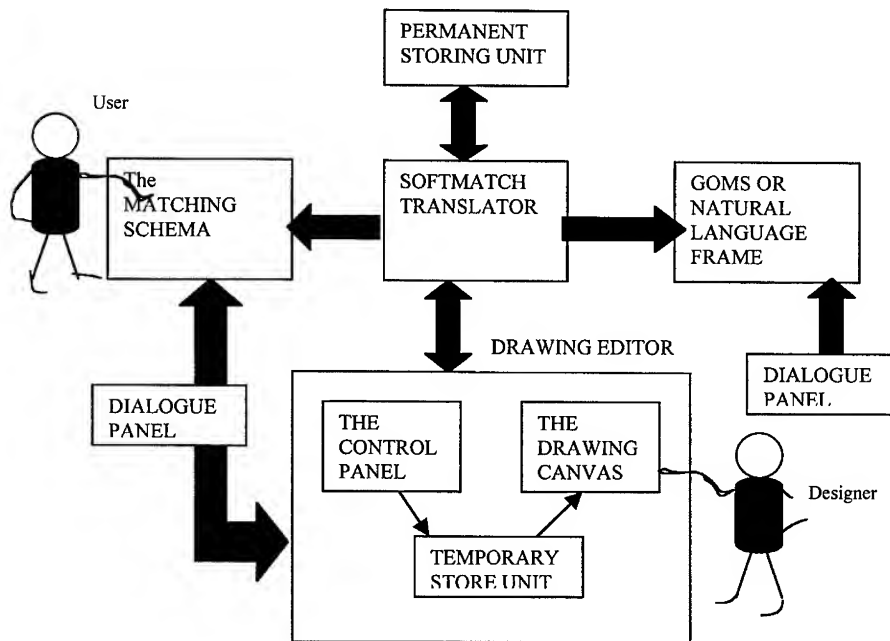 PERMANENT
STORING UNIT
User
The
MATCHING
SCHEMA
SOFTMATCH
TRANSLATOR
GOMS OR
NATURAL
LANGUAGE
FRAME
DRAWING EDITOR
DIALOGUE
PANEL
DIALOGUE
PANEL
THE
CONTROL
PANEL
THE
DRAWING
CANVAS
Designer
TEMPORARY
STORE UNIT